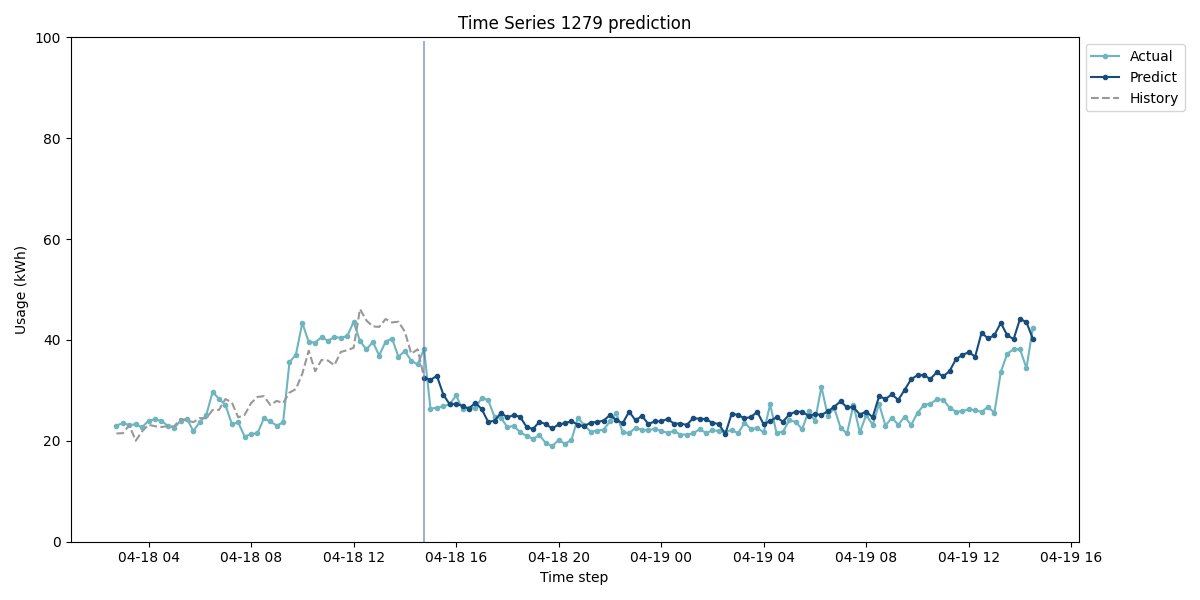 Time Series 1279 prediction
100
80
60
40
20
0
Usage (kWh)
04-18 04
04-18 08
04-18 12
04-18 16
04-18 20
04-19 00
04-19 04
04-19 08
04-19 12
04-19 16
Time step
Actual
Predict
History